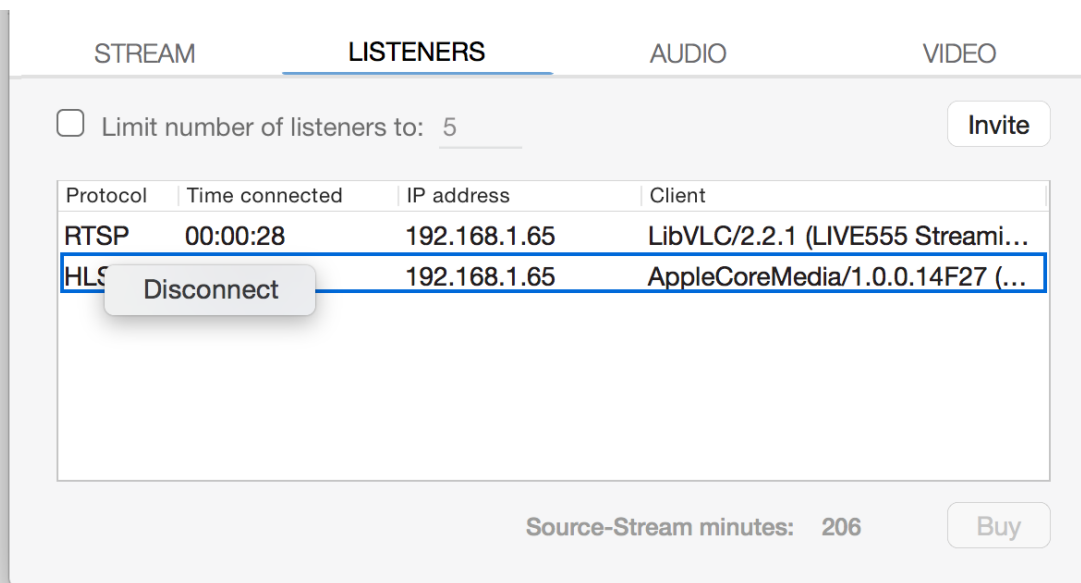 STREAM LISTENERS AUDIO VIDEO
Limit number of listeners to: 5 Invite
Protocol Time connected IP address Client
RTSP 00:00:28 192.168.1.65 LibVLC/2.2.1 (LIVE555 Streami...
192.168.1.65 AppleCoreMedia/1.0.0.14F27 (...
Disconnect
Source-Stream minutes: 206 Buy